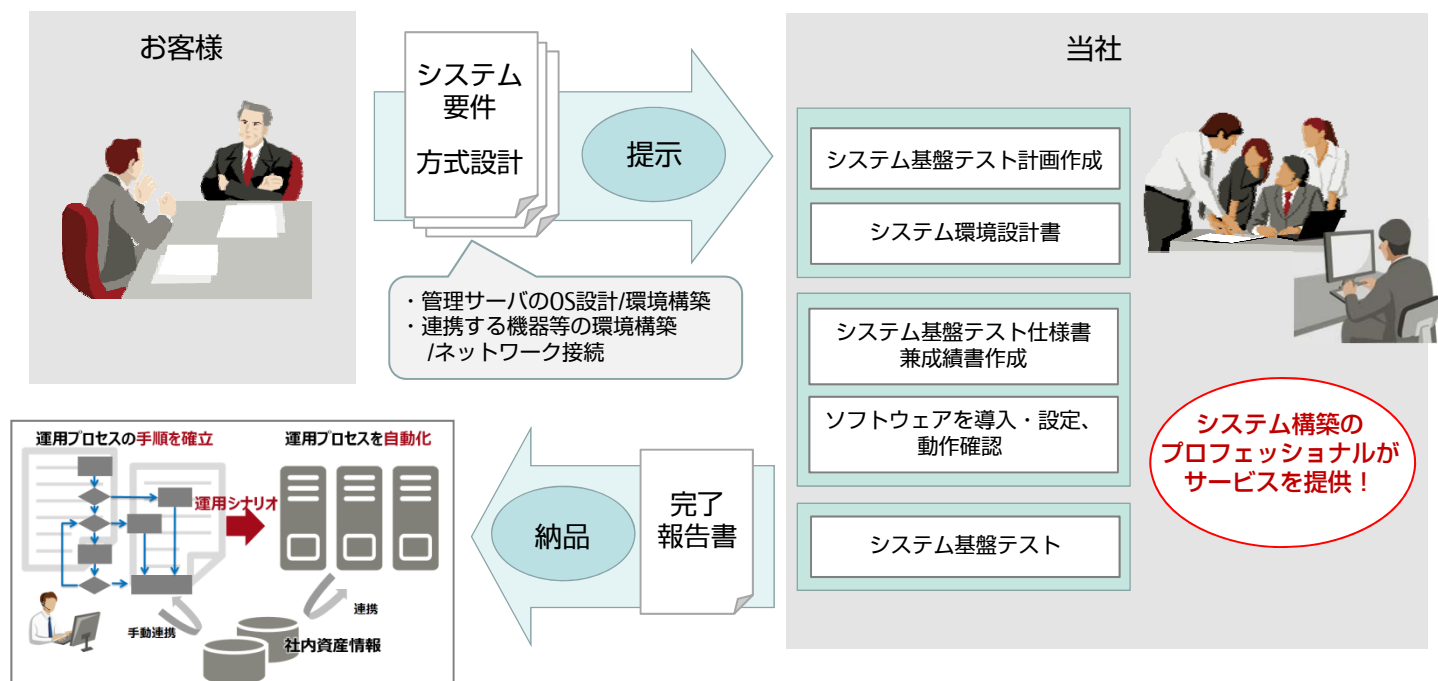 お客様
システム
要件
方式設計
提示
・管理サーバのOS設計/環境構築
・連携する機器等の環境構築
/ネットワーク接続
当社
システム基盤テスト計画作成
システム環境設計書
システム基盤テスト仕様書
兼成績書作成
ソフトウェアを導入・設定、
動作確認
システム基盤テスト
システム構築の
プロフェッショナルが
サービスを提供！
完了
報告書
納品
運用プロセスの手順を確立
運用プロセスを自動化
運用シナリオ
手動連携
連携
社内資産情報